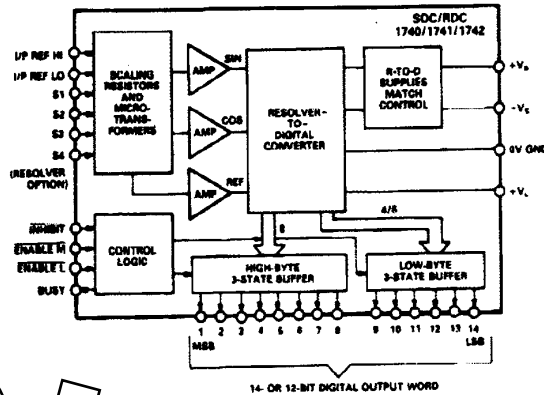 SDC/RDC
1740/1741/1742
I/P REF HI
I/P REF LO
S1
S2
S3
S4
(RESOLVER
OPTION)
SCALING
RESISTORS
AND
MICRO-
TRANS-
FORMERS
AMP
SIN
AMP
COS
AMP
REF
RESOLVER-
TO-
DIGITAL
CONVERTER
R-TO-D
SUPPLIES
MATCH
CONTROL
-VS
0V GND
+VL
INHIBIT
ENABLE M
ENABLE L
BUSY
CONTROL
LOGIC
8
4/6
HIGH-BYTE
3-STATE BUFFER
LOW-BYTE
3-STATE BUFFER
1 2 3 4 5 6 7 8 9 10 11 12 13 14
MSB LSB
14- OR 12-BIT DIGITAL OUTPUT WORD